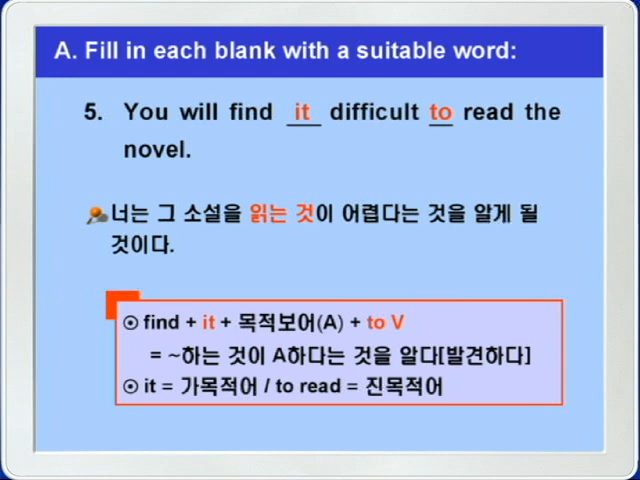 A. Fill in each blank with a suitable word:
5. You will find it difficult to read the
novel.
너는 그 소설을 읽는 것이 어렵다는 것을 알게 될
것이다.
⊙ find + it + 목적보어(A) + to V
= ~하는 것이 A하다는 것을 알다[발견하다]
⊙ it = 가목적어 / to read = 진목적어